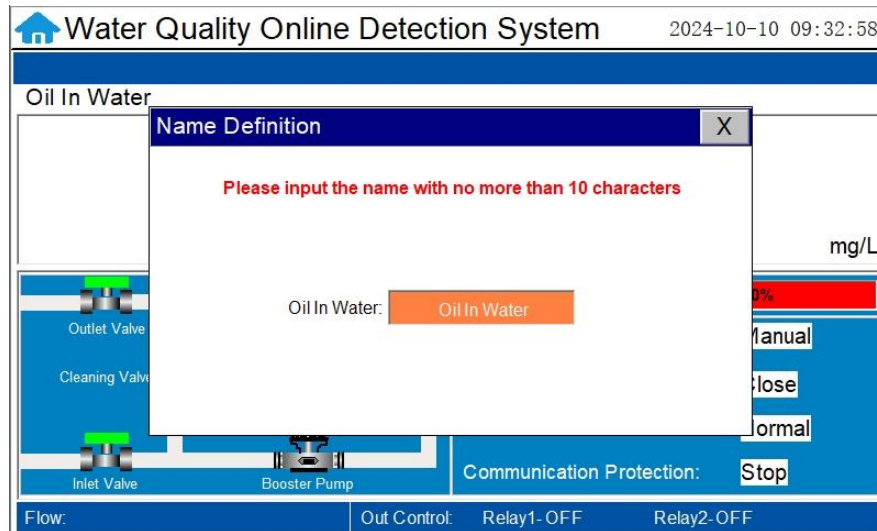 Water Quality Online Detection System 2024-10-10 09:32:58
Oil In Water
Name Definition X
Please input the name with no more than 10 characters
mg/L
Oil In Water: Oil In Water
0%
Outlet Valve
Manual
Cleaning Valve
Close
Normal
Inlet Valve Booster Pump Communication Protection: Stop
Flow: Out Control: Relay1-OFF Relay2-OFF